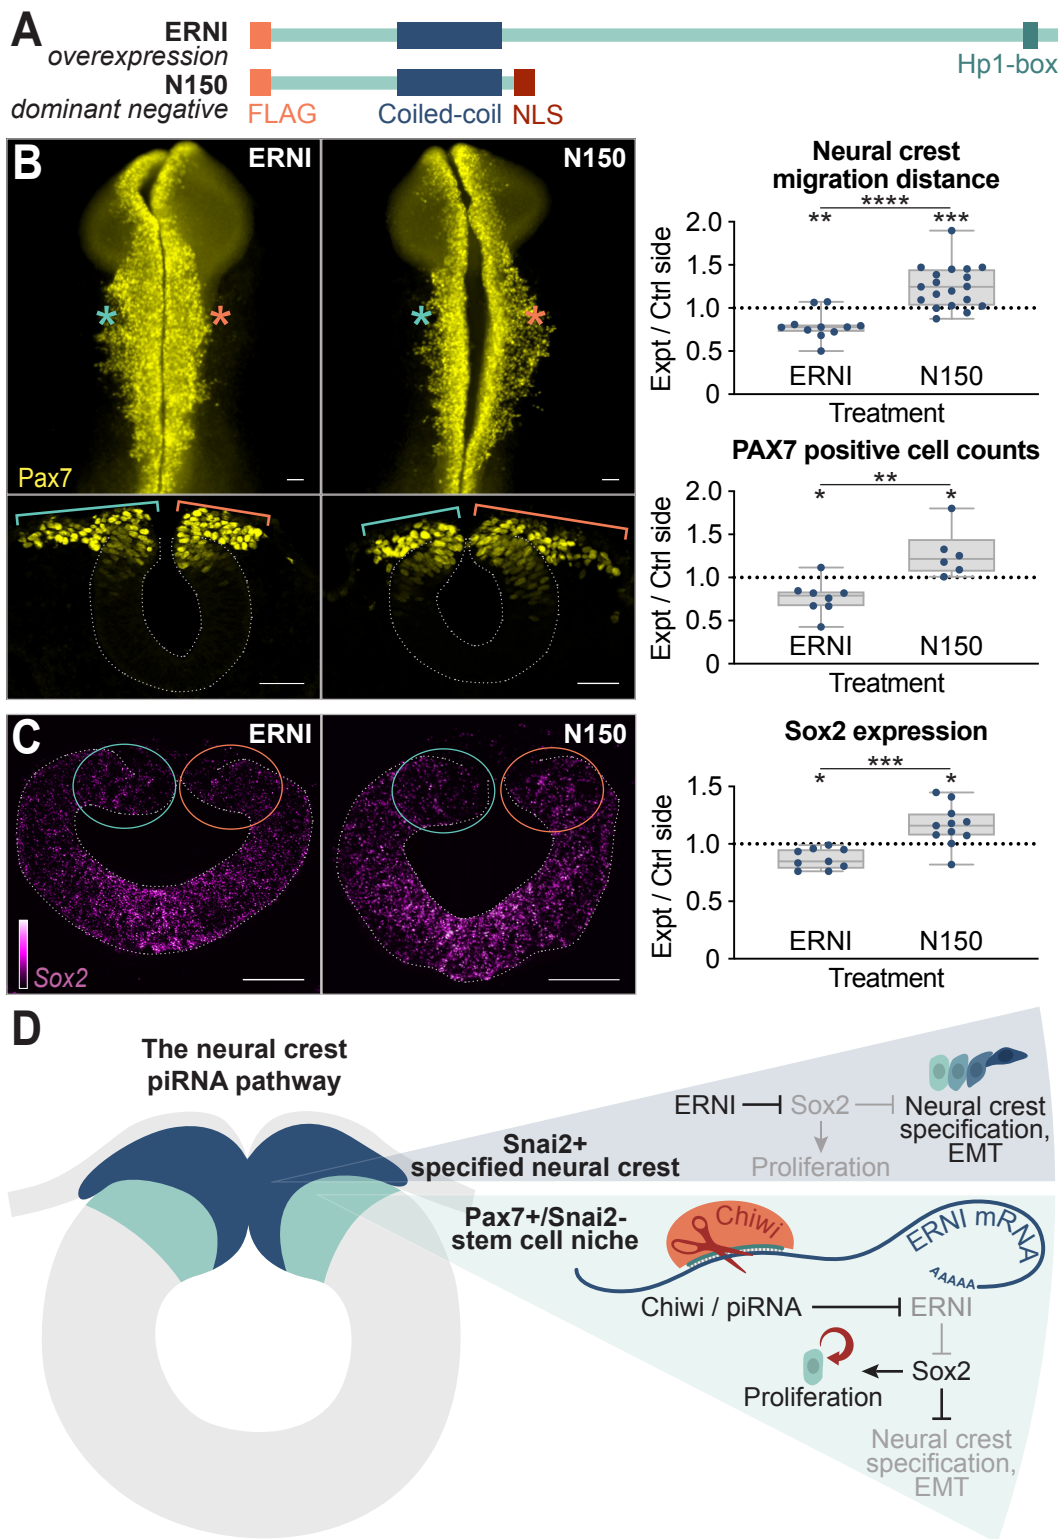 A
ERNI
overexpression
Hp1-box
N150
dominant negative
FLAG
Coiled-coil
NLS
B
ERNI
N150
*
*
*
*
Pax7
Neural crest
migration distance
****
**
***
2.0
1.5
1.0
0.5
0
Expt / Ctrl side
ERNI
N150
Treatment
PAX7 positive cell counts
**
*
*
2.0
1.5
1.0
0.5
0
Expt / Ctrl side
ERNI
N150
Treatment
C
ERNI
N150
Sox2
Sox2 expression
***
*
*
1.5
1.0
0.5
0
Expt / Ctrl side
ERNI
N150
Treatment
D
The neural crest
piRNA pathway
Snai2+
specified neural crest
ERNI
Sox2
Proliferation
Neural crest
specification,
EMT
Pax7+/Snai2-
stem cell niche
Chiwi
ERNI mRNA
AAAAA
Chiwi / piRNA
ERNI
Sox2
Proliferation
Neural crest
specification,
EMT